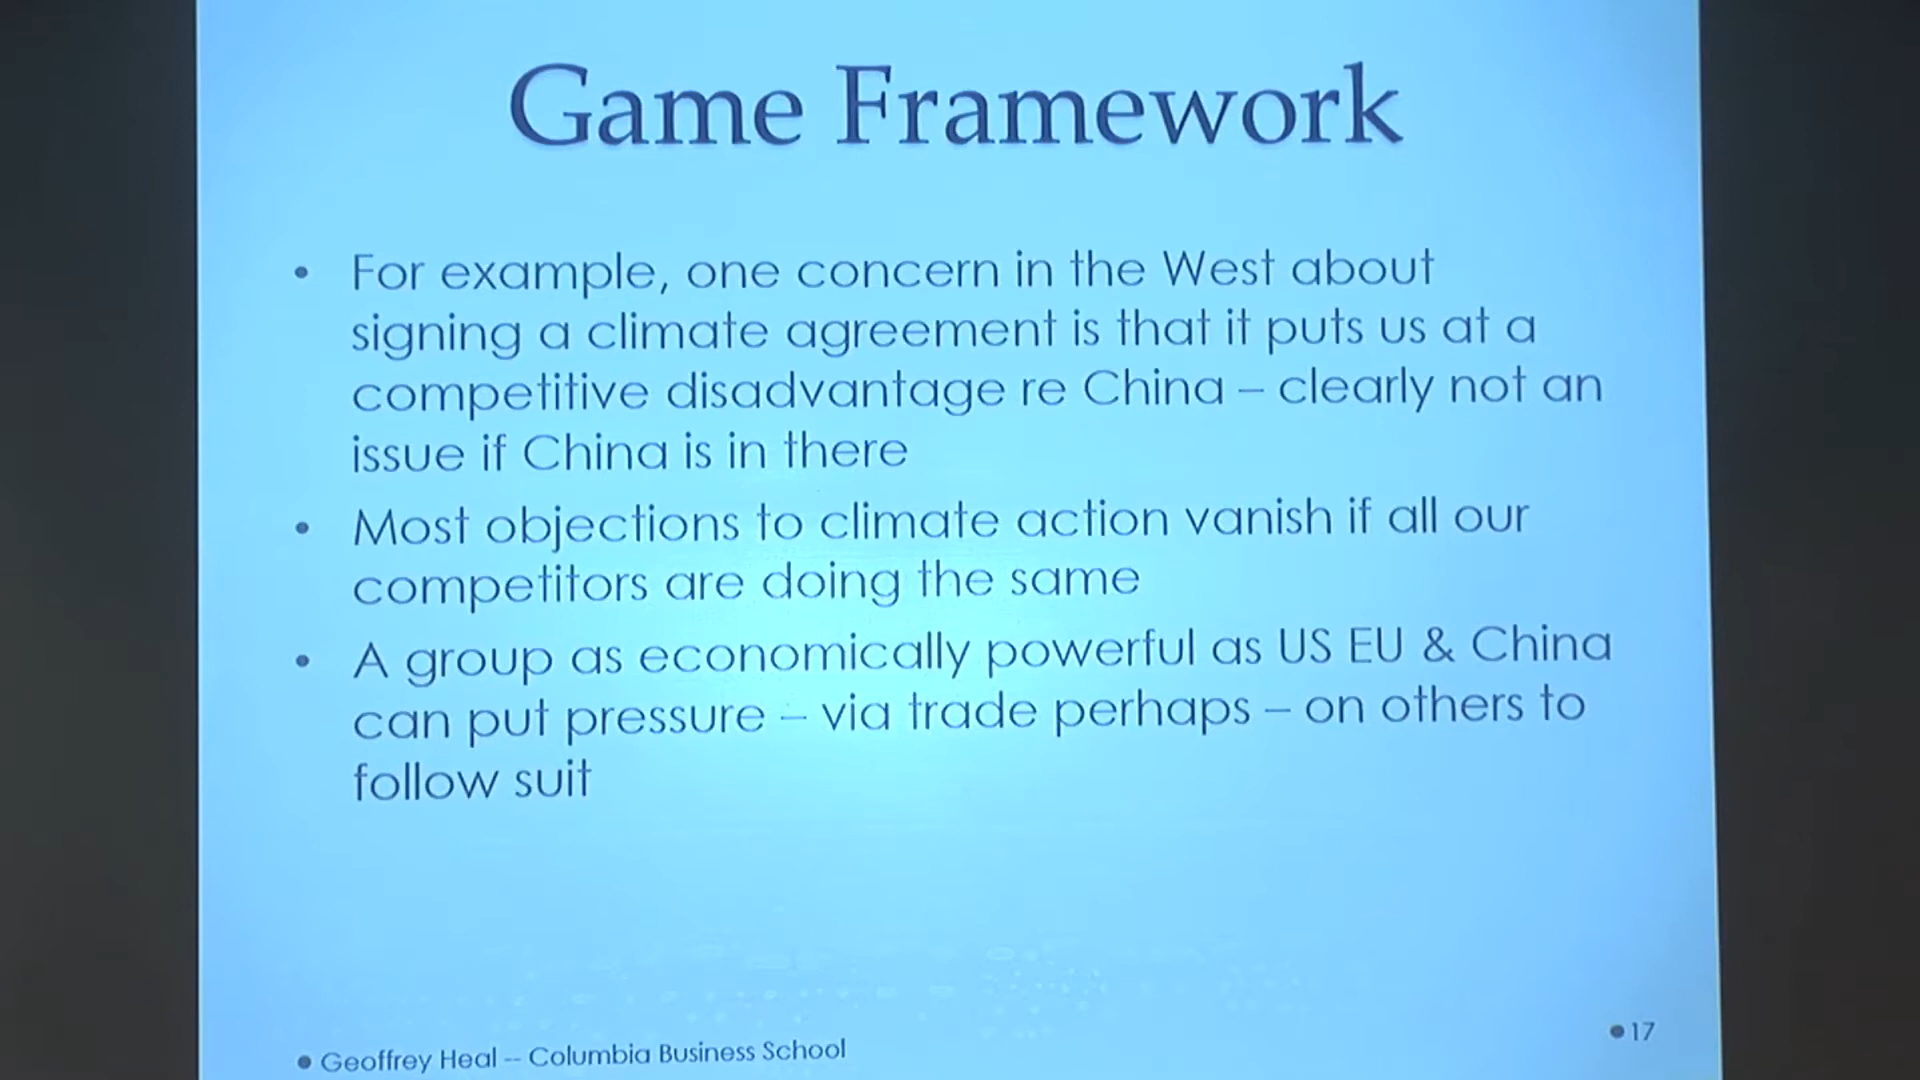 Game Framework
• For example, one concern in the West about
signing a climate agreement is that it puts us at a
competitive disadvantage re China – clearly not an
issue if China is in there
• Most objections to climate action vanish if all our
competitors are doing the same
• A group as economically powerful as US EU & China
can put pressure – via trade perhaps – on others to
follow suit
• Geoffrey Heal -- Columbia Business School
• 17